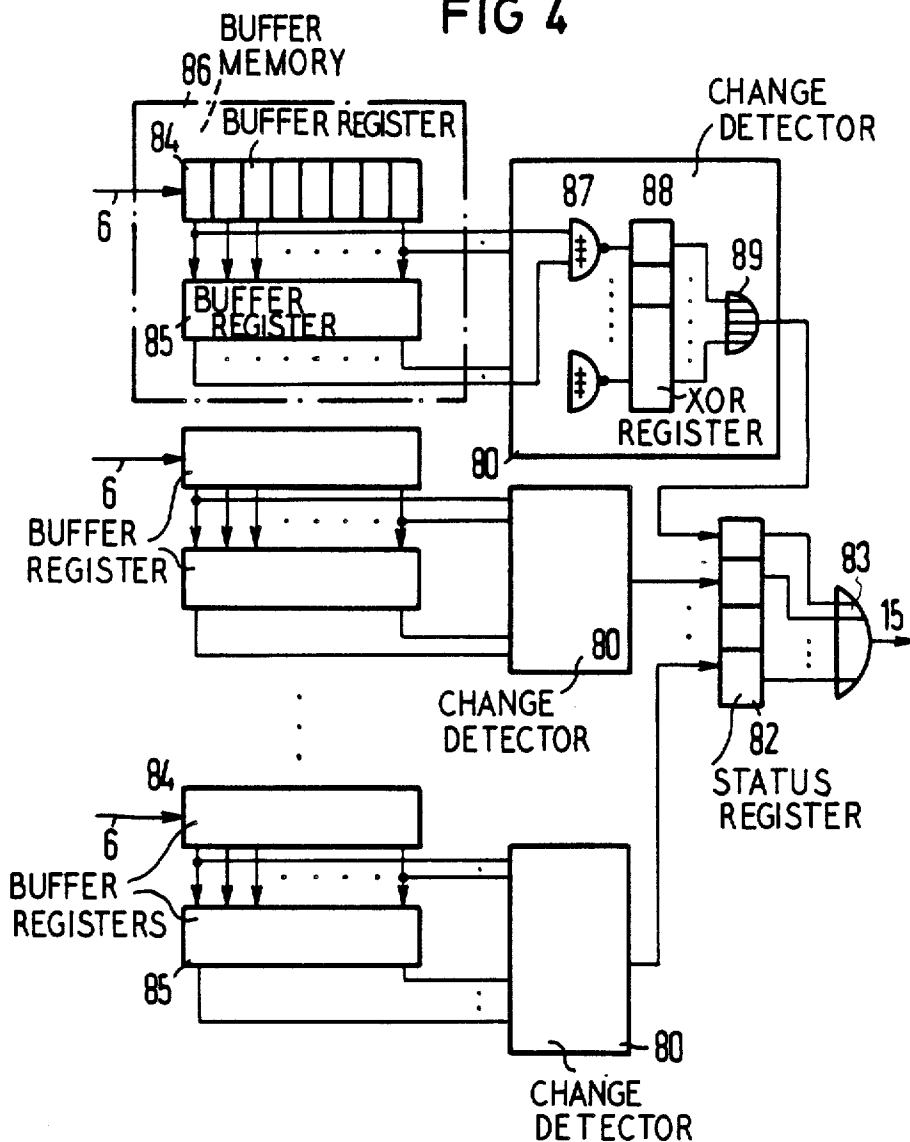 FIG 4
BUFFER
MEMORY
86
BUFFER REGISTER
84
6
BUFFER
REGISTER
85
CHANGE
DETECTOR
87
88
89
XOR
REGISTER
80
6
BUFFER
REGISTER
80
CHANGE
DETECTOR
83
15
82
STATUS
REGISTER
84
6
BUFFER
REGISTERS
85
80
CHANGE
DETECTOR